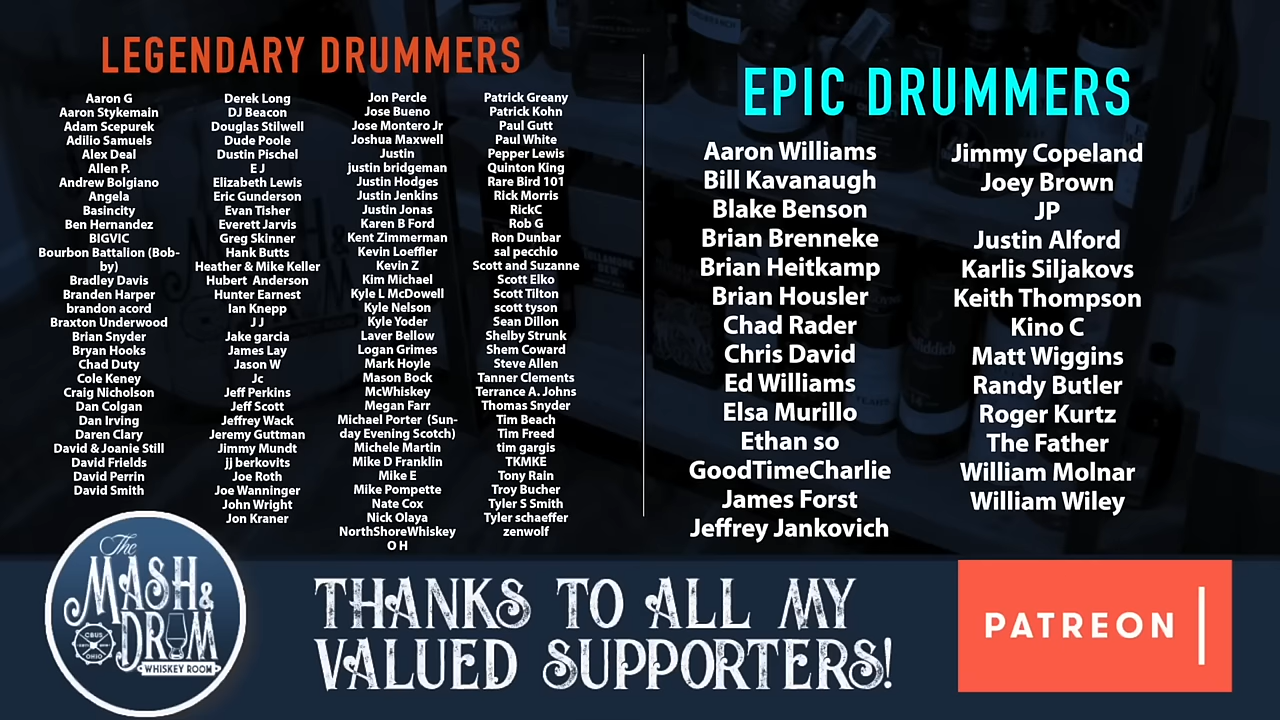 LEGENDARY DRUMMERS
Aaron G
Aaron Stykemain
Adam Scepurek
Adilio Samuels
Alex Deal
Allen P.
Andrew Bolgiano
Angela
Basincity
Ben Hernandez
BIGVIC
Bourbon Battalion (Bob-
by)
Bradley Davis
Branden Harper
brandon acord
Braxton Underwood
Brian Snyder
Bryan Hooks
Chad Duty
Cole Keney
Craig Nicholson
Dan Colgan
Dan Irving
Daren Clary
David & Joanie Still
David Frields
David Perrin
David Smith
Derek Long
DJ Beacon
Douglas Stilwell
Dude Poole
Dustin Pischel
E J
Elizabeth Lewis
Eric Gunderson
Evan Tisher
Everett Jarvis
Greg Skinner
Hank Butts
Heather & Mike Keller
Hubert Anderson
Hunter Earnest
Ian Knepp
J J
Jake garcia
James Lay
Jason W
Jc
Jeff Perkins
Jeff Scott
Jeffrey Wack
Jeremy Guttman
Jimmy Mundt
Jj berkovits
Joe Roth
Joe Wanninger
John Wright
Jon Kraner
Jon Percle
Jose Bueno
Jose Montero Jr
Joshua Maxwell
Justin
justin bridgeman
Justin Hodges
Justin Jenkins
Justin Jonas
Karen B Ford
Kent Zimmerman
Kevin Loeffler
Kevin Z
Kim Michael
Kyle L McDowell
Kyle Nelson
Kyle Yoder
Laver Bellow
Logan Grimes
Mark Hoyle
Mason Bock
McWhiskey
Megan Farr
Michael Porter (Sun-
day Evening Scotch)
Michele Martin
Mike D Franklin
Mike E
Mike Pompette
Nate Cox
Nick Olaya
NorthShoreWhiskey
O H
Patrick Greany
Patrick Kohn
Paul Gutt
Paul White
Pepper Lewis
Quinton King
Rare Bird 101
Rick Morris
RickC
Rob G
Ron Dunbar
sal pecchio
Scott and Suzanne
Scott Elko
Scott Tilton
scott tyson
Sean Dillon
Shelby Strunk
Shem Coward
Steve Allen
Tanner Clements
Terrance A. Johns
Thomas Snyder
Tim Beach
Tim Freed
tim gargis
TKMKE
Tony Rain
Troy Bucher
Tyler S Smith
Tyler schaeffer
zenwolf
EPIC DRUMMERS
Aaron Williams
Bill Kavanaugh
Blake Benson
Brian Brenneke
Brian Heitkamp
Brian Housler
Chad Rader
Chris David
Ed Williams
Elsa Murillo
Ethan so
GoodTimeCharlie
James Forst
Jeffrey Jankovich
Jimmy Copeland
Joey Brown
JP
Justin Alford
Karlis Siljakovs
Keith Thompson
Kino C
Matt Wiggins
Randy Butler
Roger Kurtz
The Father
William Molnar
William Wiley
The
MASH &
DRUM
CBUS
OHIO
WHISKEY ROOM
THANKS TO ALL MY
VALUED SUPPORTERS!
PATREON